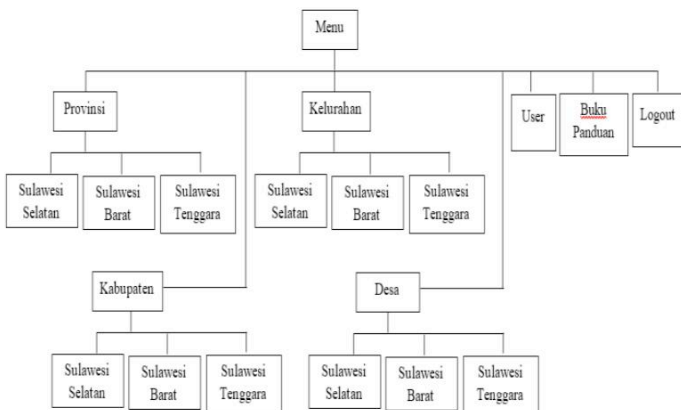 Menu
Provinsi
Kelurahan
User
Buku
Panduan
Logout
Sulawesi
Selatan
Sulawesi
Barat
Sulawesi
Tenggara
Sulawesi
Selatan
Sulawesi
Barat
Sulawesi
Tenggara
Kabupaten
Desa
Sulawesi
Selatan
Sulawesi
Barat
Sulawesi
Tenggara
Sulawesi
Selatan
Sulawesi
Barat
Sulawesi
Tenggara